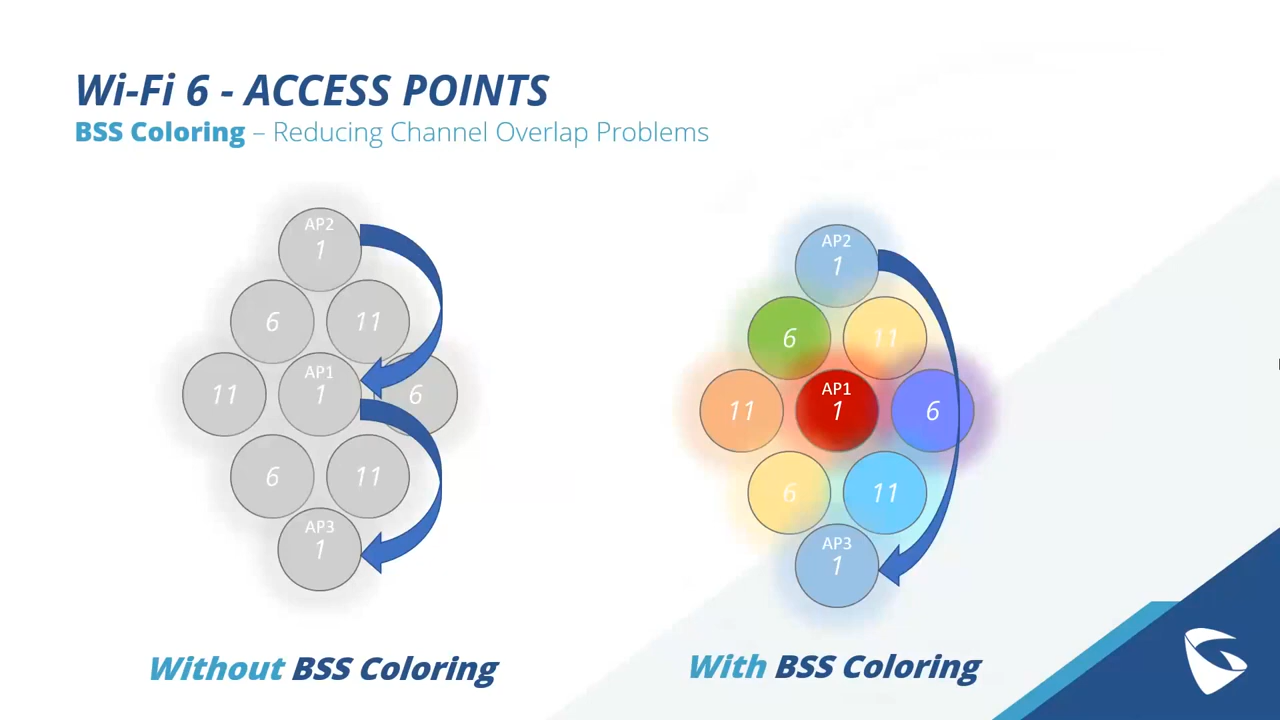 Wi-Fi 6 - ACCESS POINTS
BSS Coloring – Reducing Channel Overlap Problems
AP2
1
6
11
11
AP1
1
6
6
11
AP3
1
Without BSS Coloring
AP2
1
6
11
11
AP1
1
6
6
11
AP3
1
With BSS Coloring